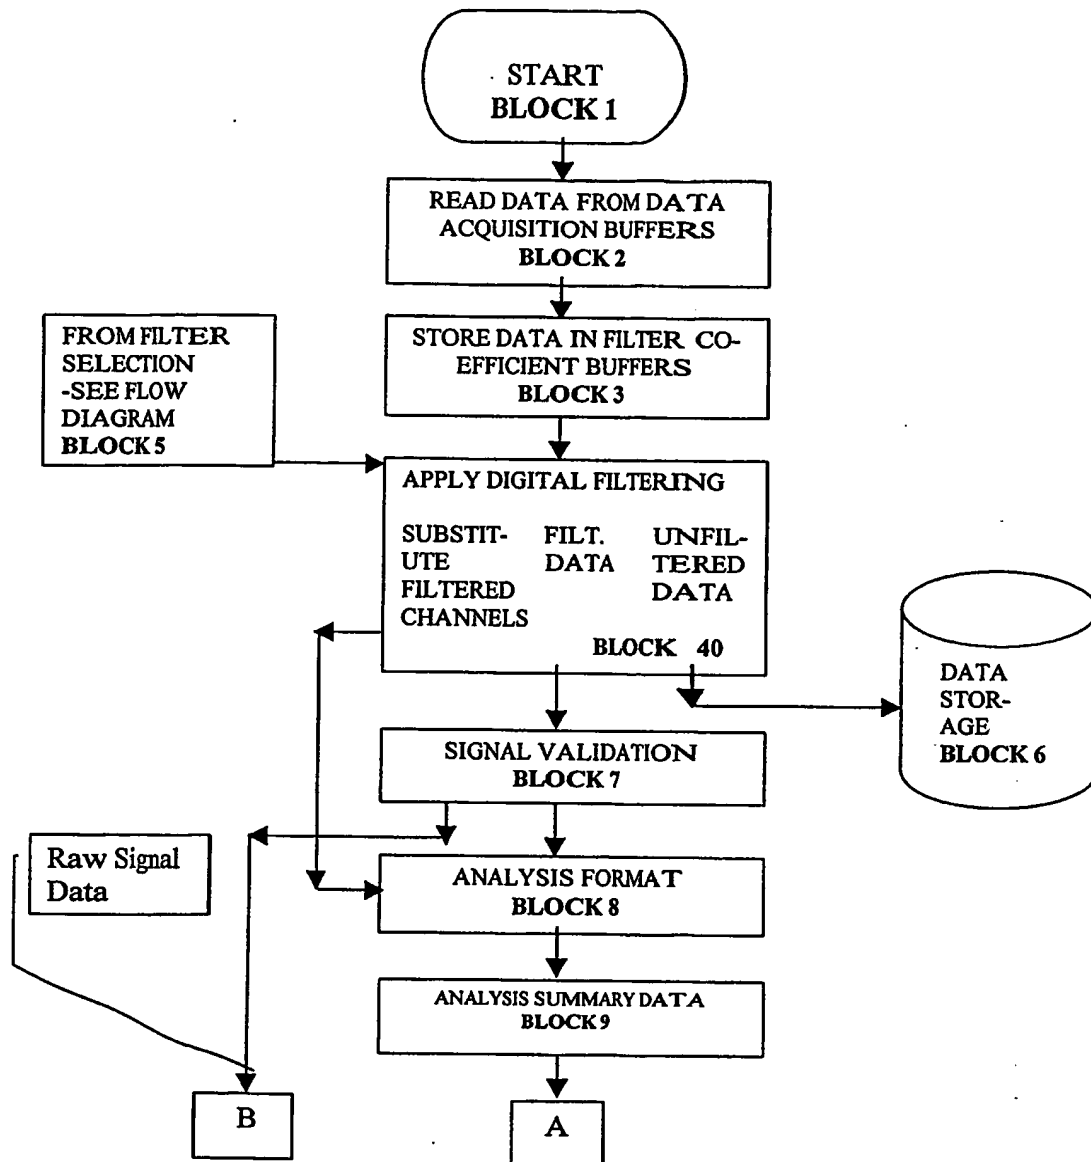 START
BLOCK 1
READ DATA FROM DATA
ACQUISITION BUFFERS
BLOCK 2
STORE DATA IN FILTER CO-
EFFICIENT BUFFERS
BLOCK 3
FROM FILTER
SELECTION
-SEE FLOW
DIAGRAM
BLOCK 5
APPLY DIGITAL FILTERING
SUBSTIT-
UTE
FILTERED
CHANNELS
FILT.
DATA
UNFIL-
TERED
DATA
BLOCK 40
DATA
STOR-
AGE
BLOCK 6
SIGNAL VALIDATION
BLOCK 7
Raw Signal
Data
ANALYSIS FORMAT
BLOCK 8
ANALYSIS SUMMARY DATA
BLOCK 9
B
A